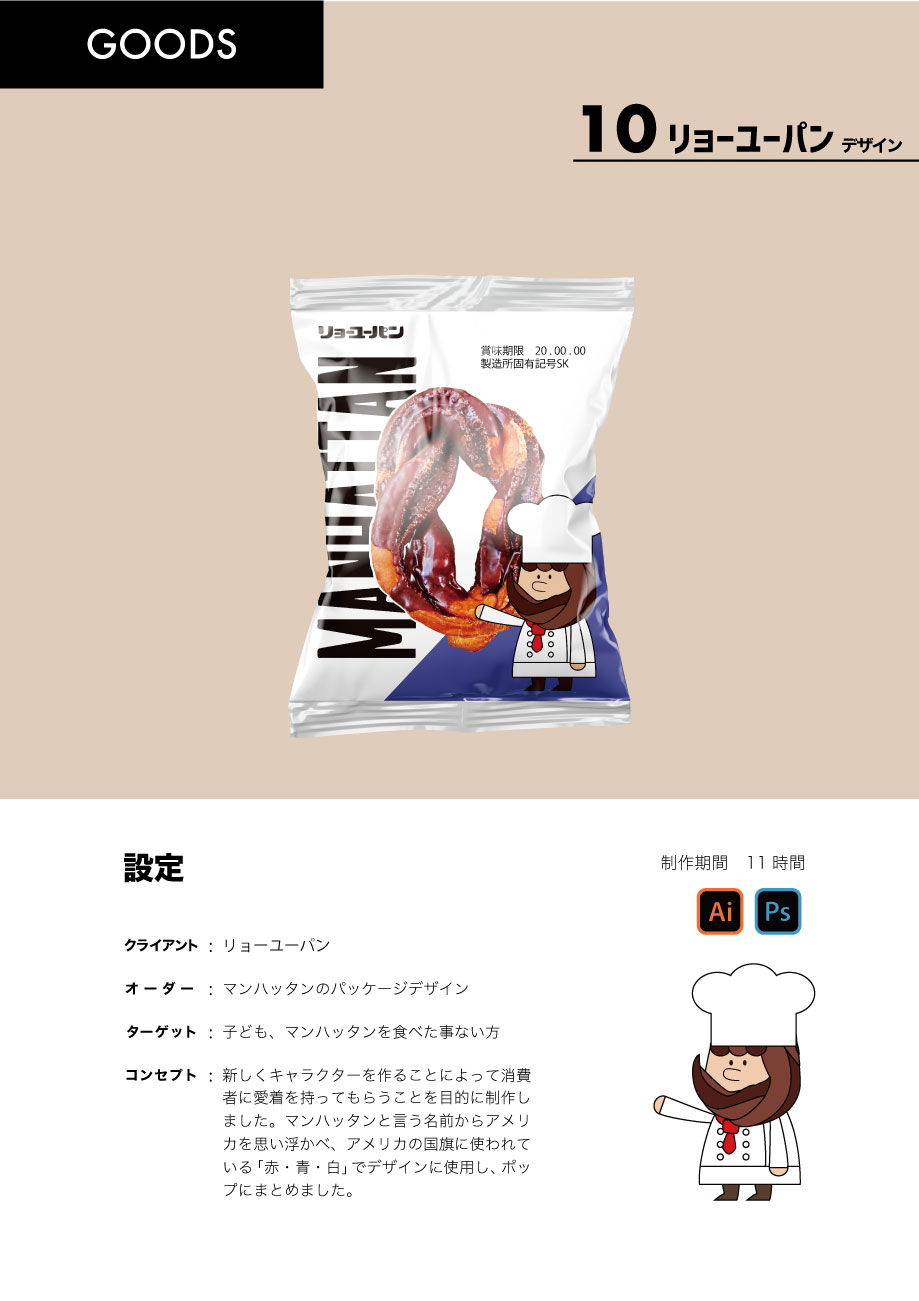 GOODS
10 リョーユーパン デザイン
リョーユーパン
賞味期限 20.00.00
製造所固有記号SK
MANHATTAN
設定
制作期間 11時間
Ai Ps
クライアント : リョーユーパン
オーダー : マンハッタンのパッケージデザイン
ターゲット : 子ども、マンハッタンを食べた事ない方
コンセプト : 新しくキャラクターを作ることによって消費
者に愛着を持ってもらうことを目的に制作し
ました。マンハッタンと言う名前からアメリ
カを思い浮かべ、アメリカの国旗に使われて
いる「赤・青・白」でデザインに使用し、ポッ
プにまとめました。